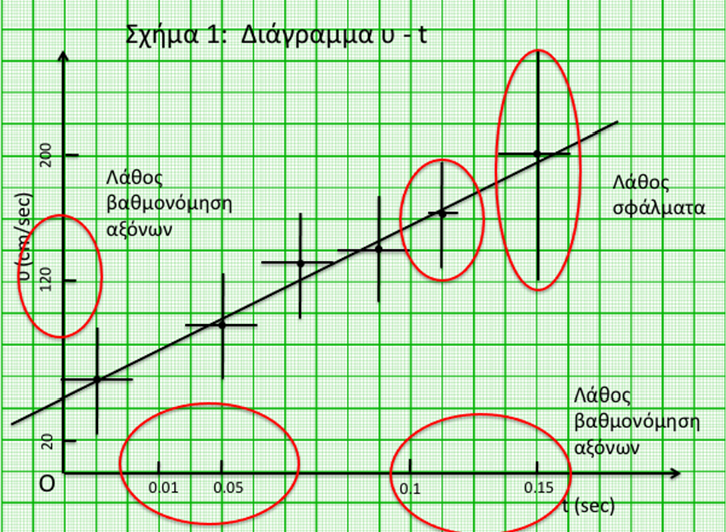 Σχήμα 1:  Διάγραμμα υ - t
200
Λάθος
βαθμονόμηση
αξόνων
Λάθος
σφάλματα
υ (cm/sec)
120
Λάθος
βαθμονόμηση
αξόνων
20
O
0.01
0.05
0.1
0.15
t (sec)